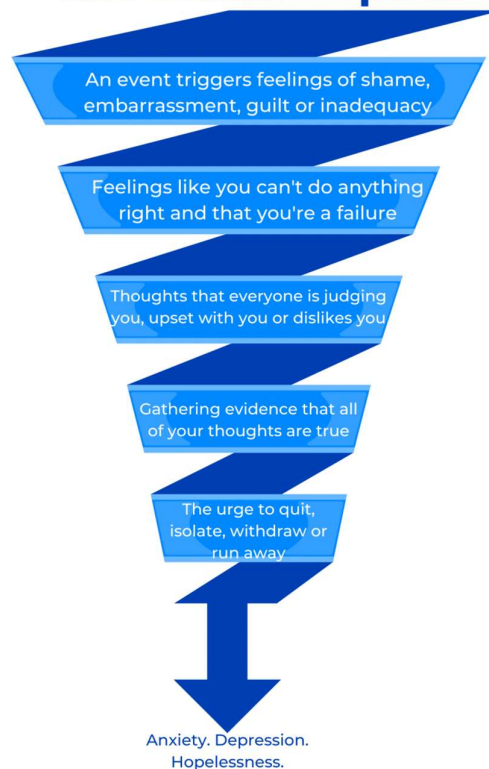 An event triggers feelings of shame,
embarrassment, guilt or inadequacy
Feelings like you can't do anything
right and that you're a failure
Thoughts that everyone is judging
you, upset with you or dislikes you
Gathering evidence that all
of your thoughts are true
The urge to quit,
isolate, withdraw or
run away
Anxiety. Depression.
Hopelessness.